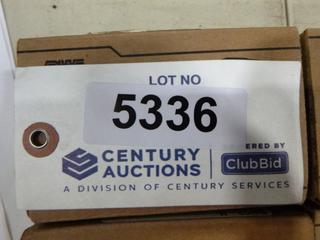 LOT NO
5336
ERED BY
CENTURY
AUCTIONS
ClubBid
A DIVISION OF CENTURY SERVICES